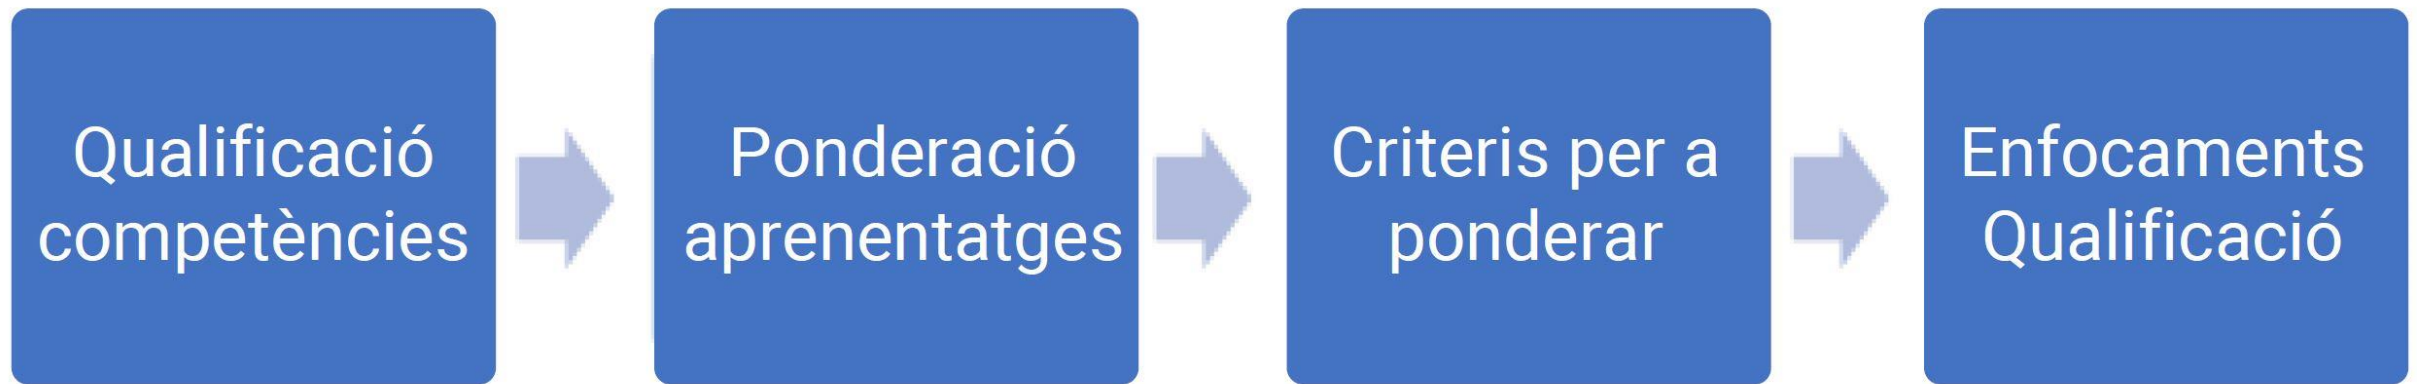 Qualificació
competències
Ponderació
aprenentatges
Criteris per a
ponderar
Enfocaments
Qualificació